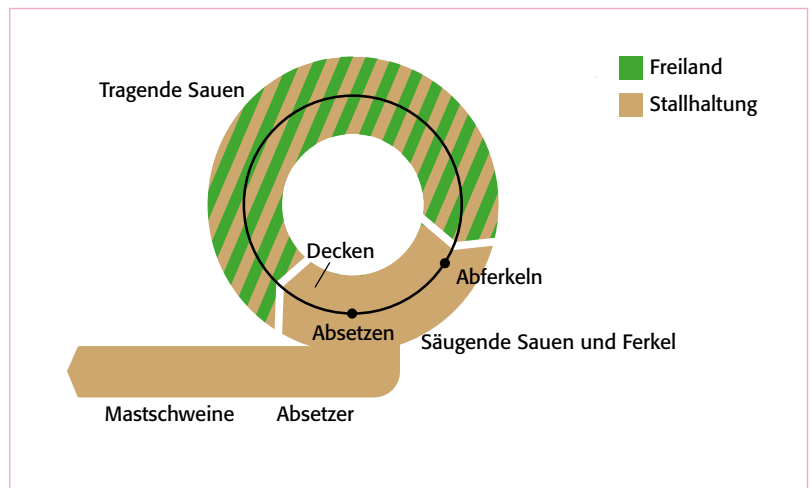 Freiland
Tragende Sauen
Stallhaltung
Decken
Abferkeln
Absetzen
Säugende Sauen und Ferkel
Mastschweine
Absetzer